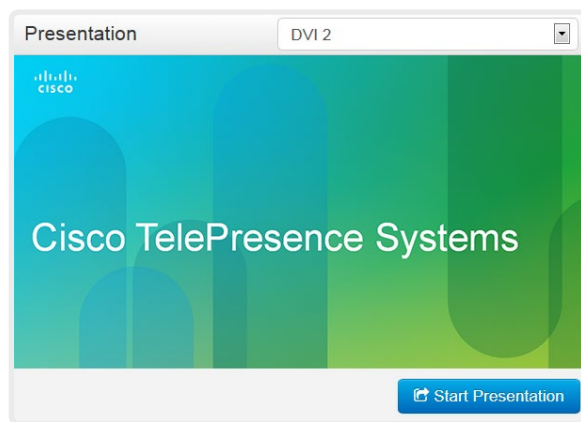 Presentation
DVI 2
CISCO
Cisco TelePresence Systems
Start Presentation